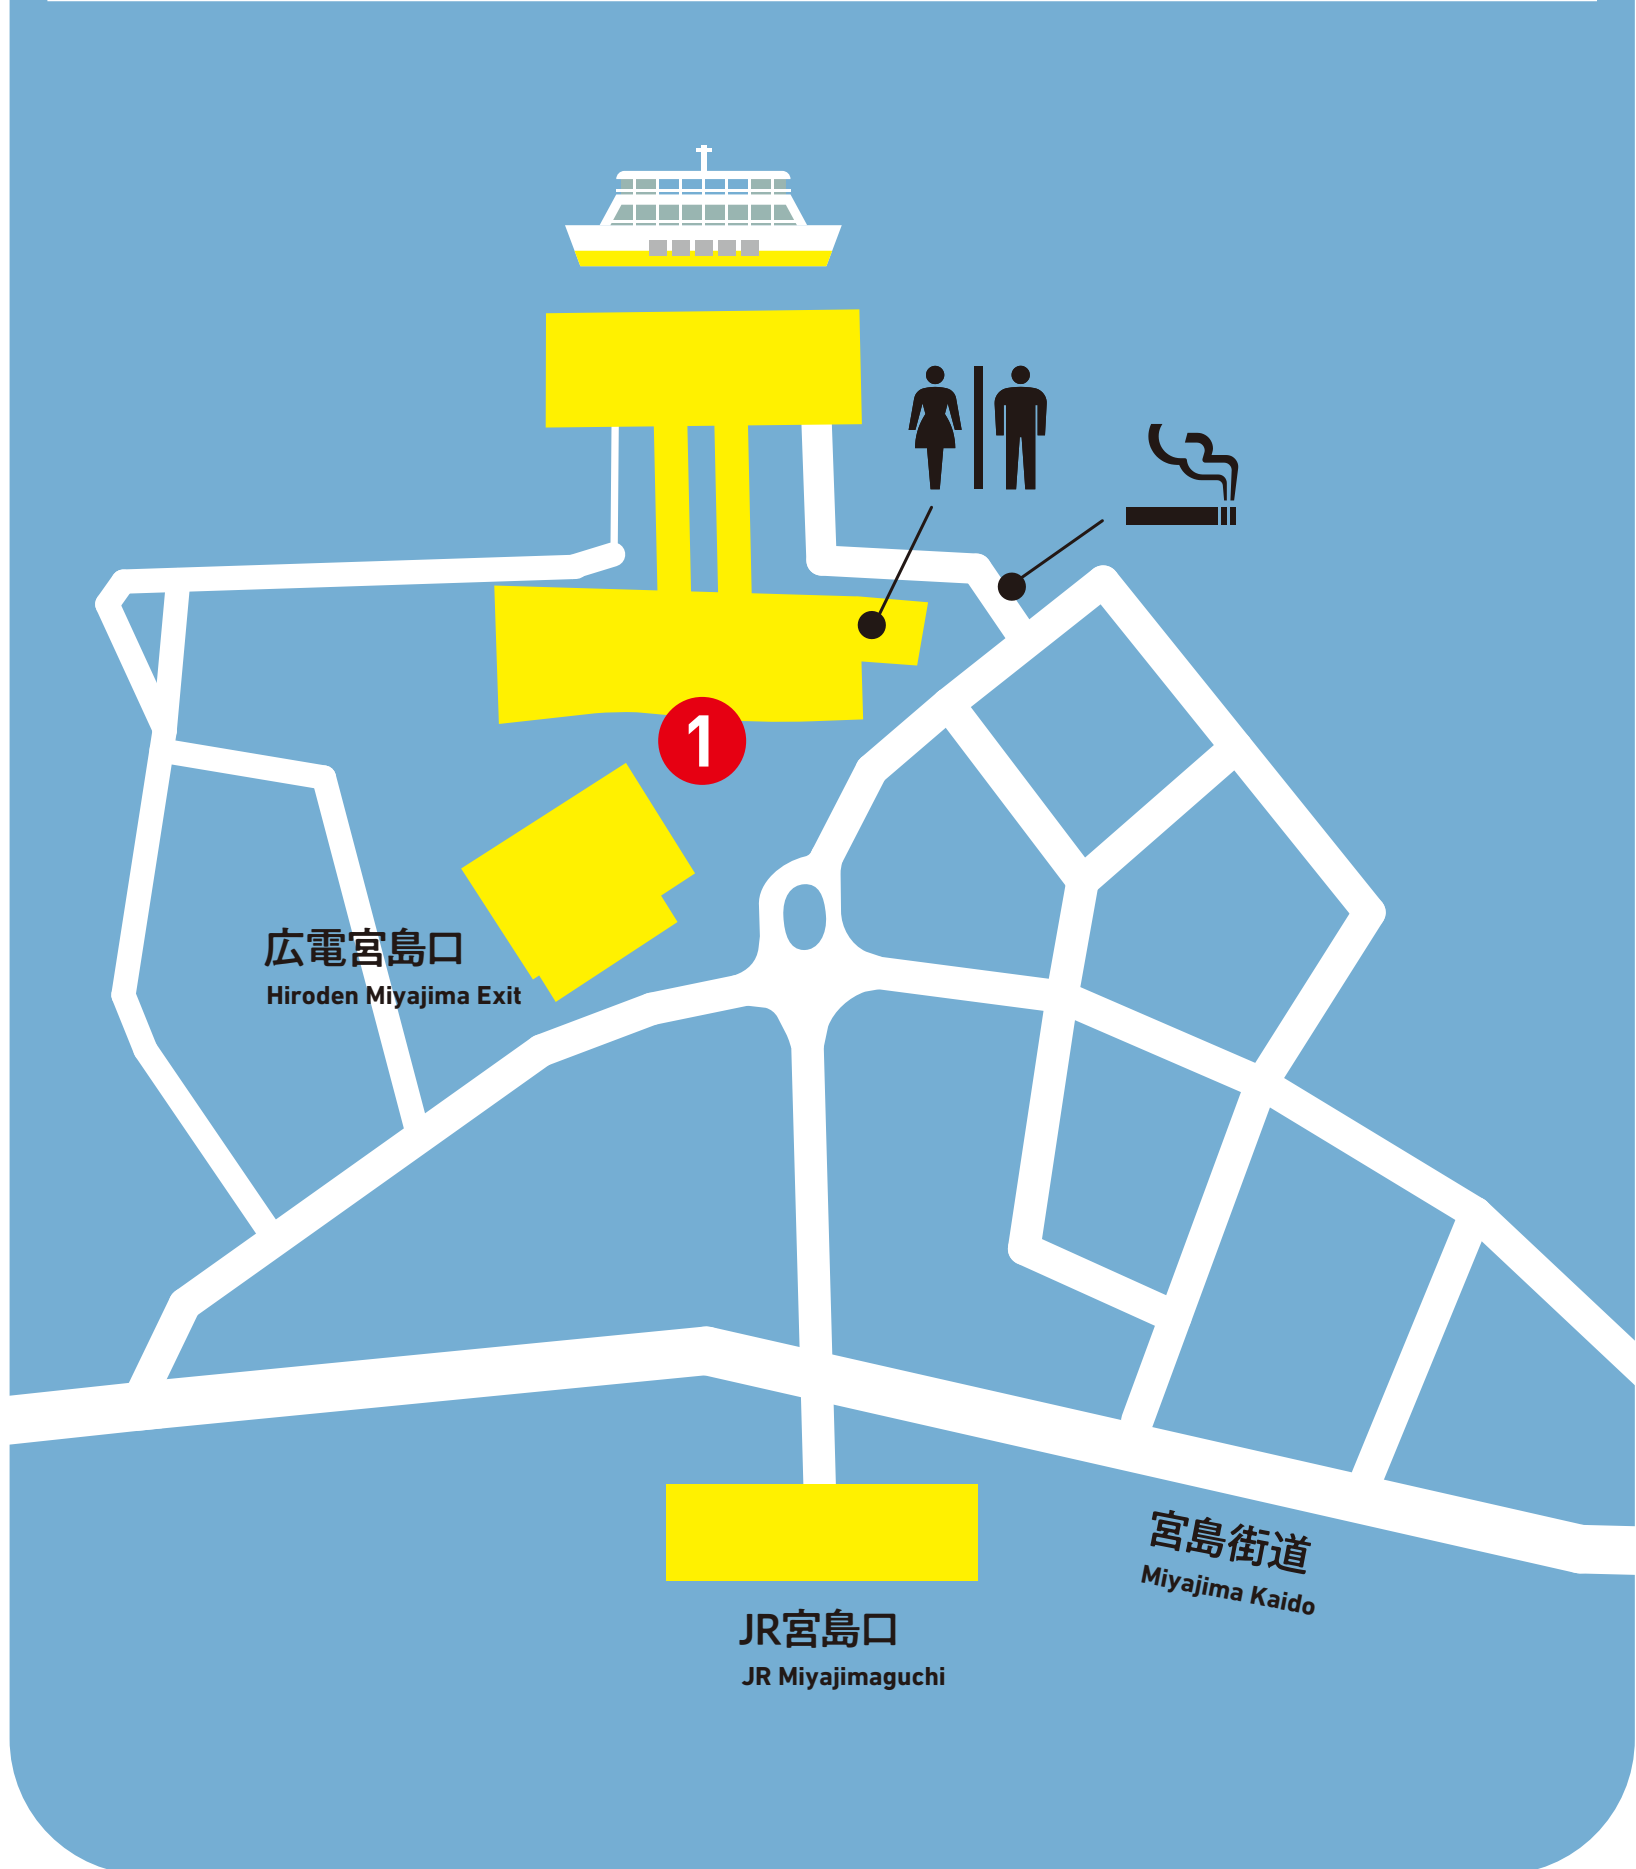 1
広電宮島口
Hiroden Miyajima Exit
宮島街道
Miyajima Kaido
JR宮島口
JR Miyajimaguchi